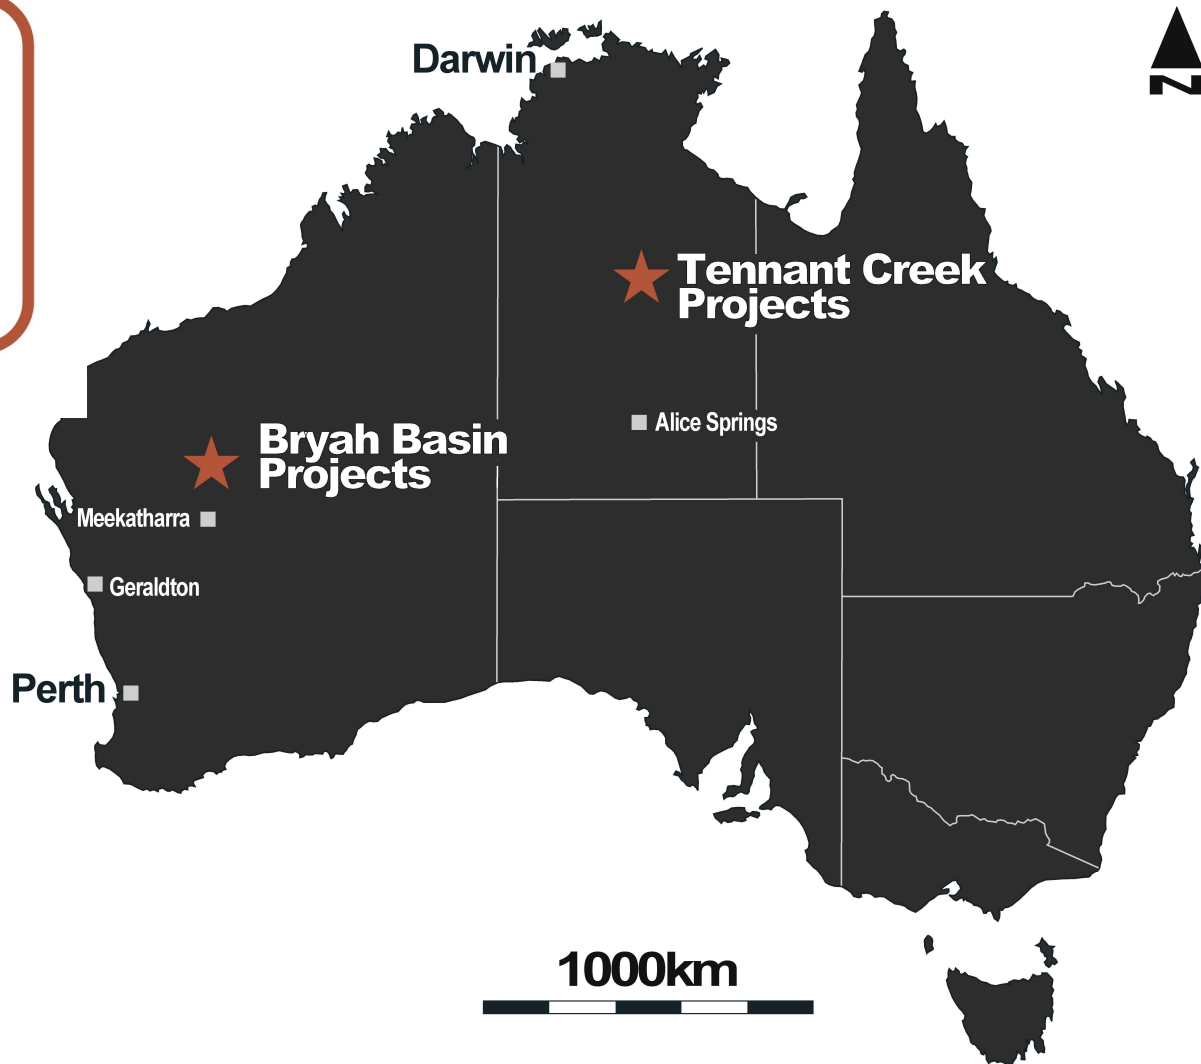 Darwin
N
Tennant Creek
Projects
Alice Springs
Bryah Basin
Projects
Meekatharra
Geraldton
Perth
1000km